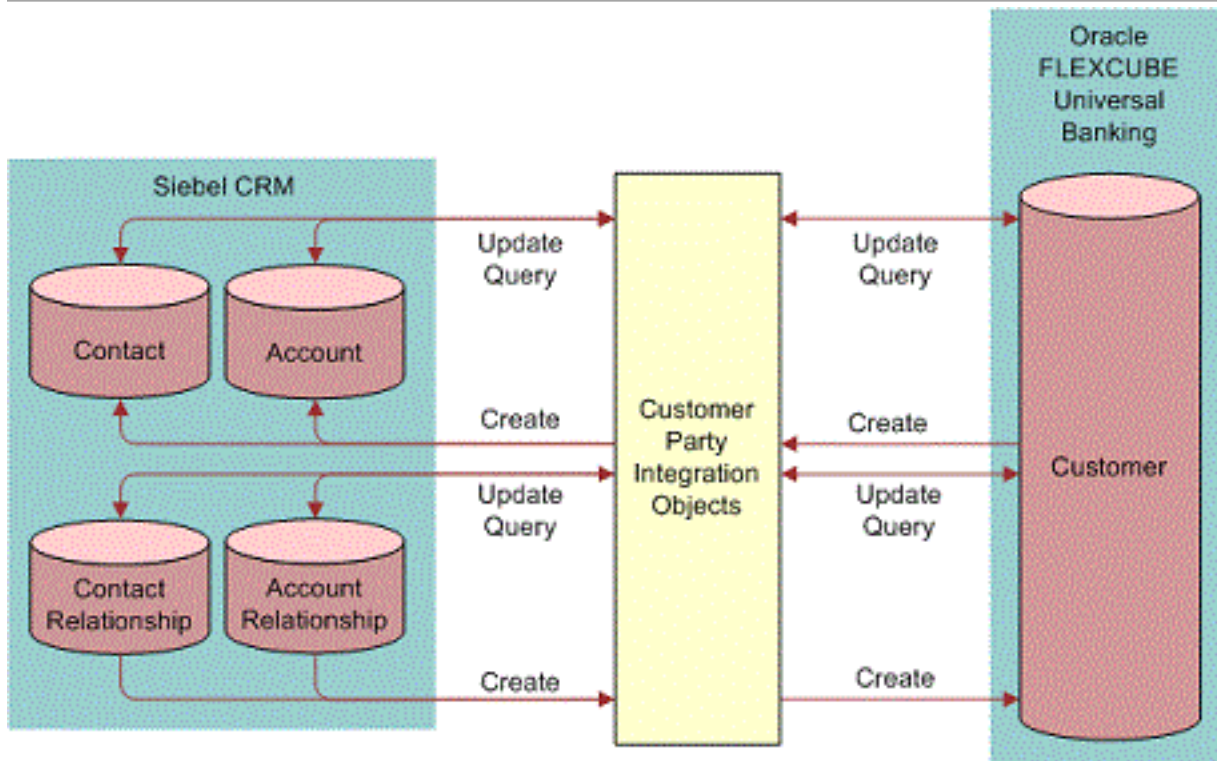 Oracle
FLEXCUBE
Universal
Banking
Siebel CRM
Update
Query
Update
Query
Contact
Account
Create
Customer
Party
Integration
Objects
Create
Customer
Update
Query
Update
Query
Contact
Relationship
Account
Relationship
Create
Create